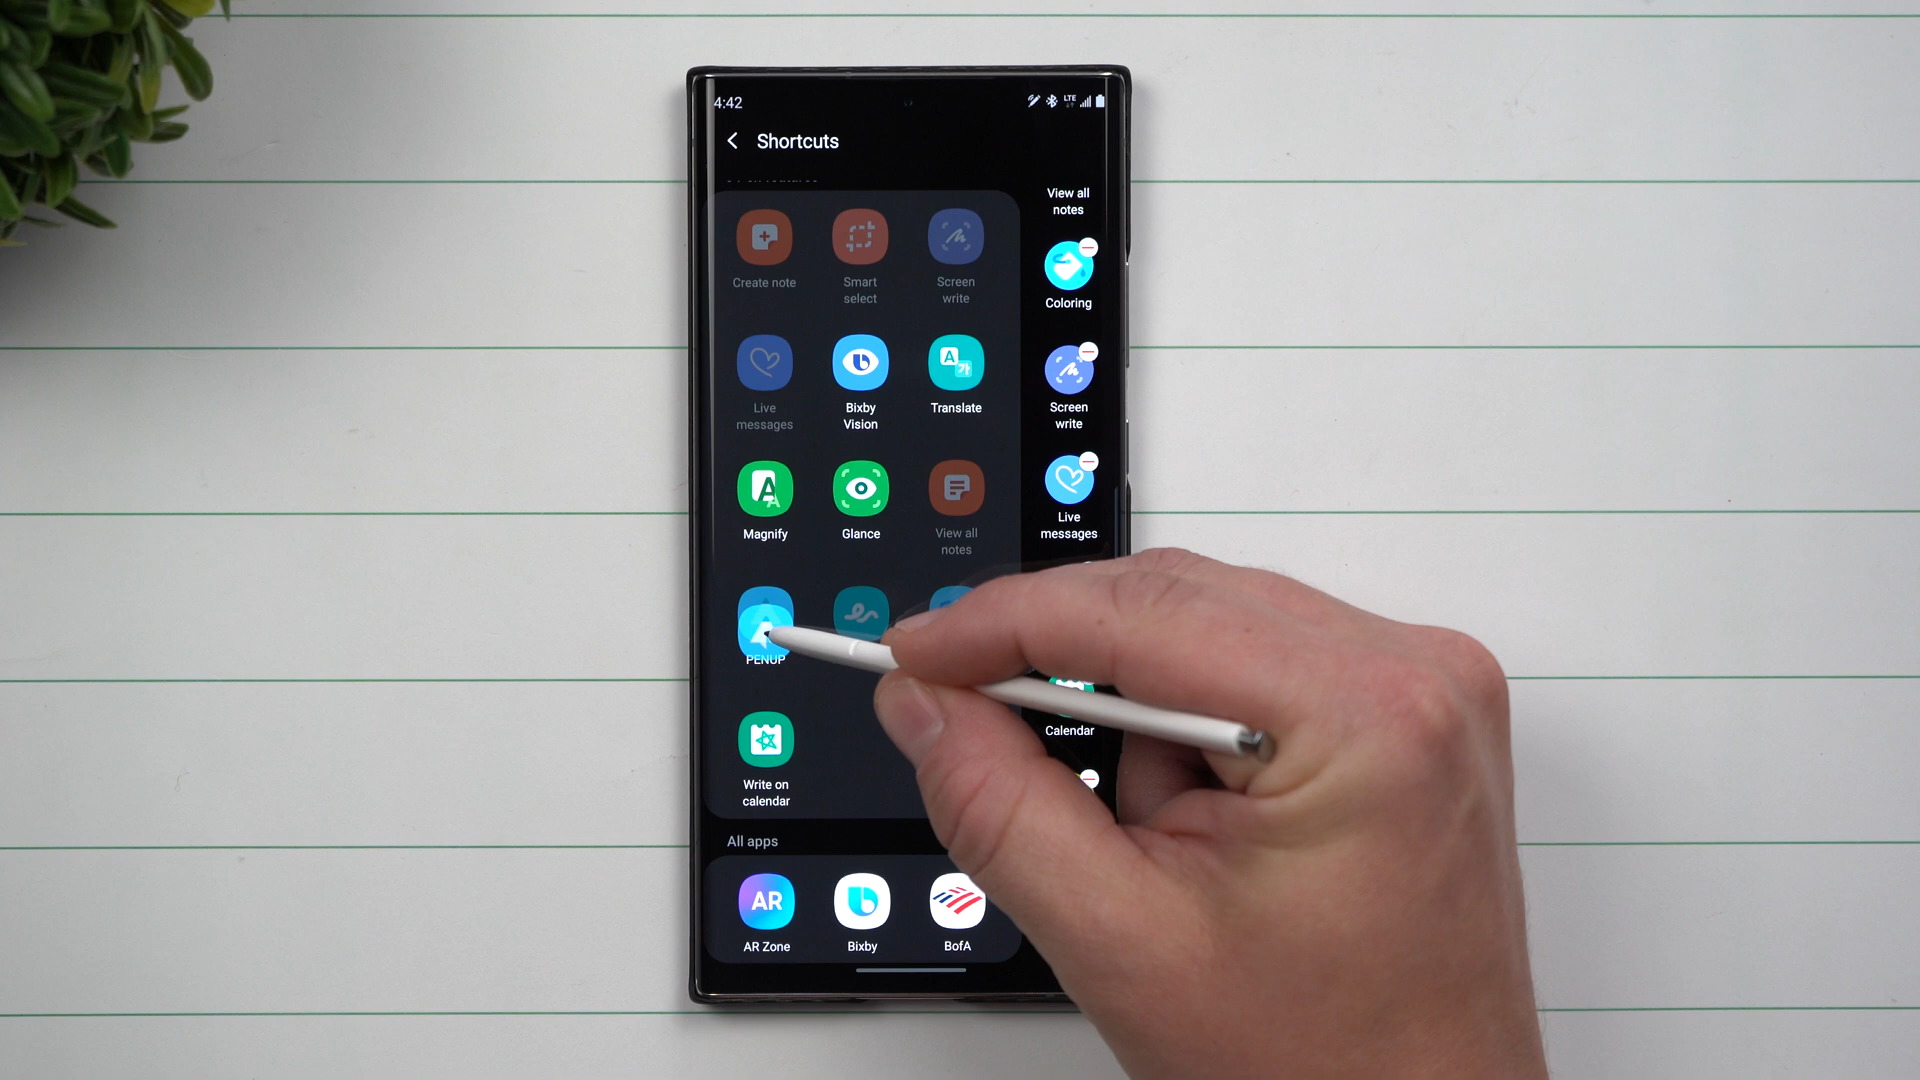 4:42
LTE
Shortcuts
View all
notes
Create note
Smart
select
Screen
write
Coloring
Live
messages
Bixby
Vision
A
가
Translate
Screen
write
A
A
Magnify
Glance
View all
notes
Live
messages
PENUP
Calendar
Write on
calendar
All apps
AR
AR Zone
Bixby
BofA